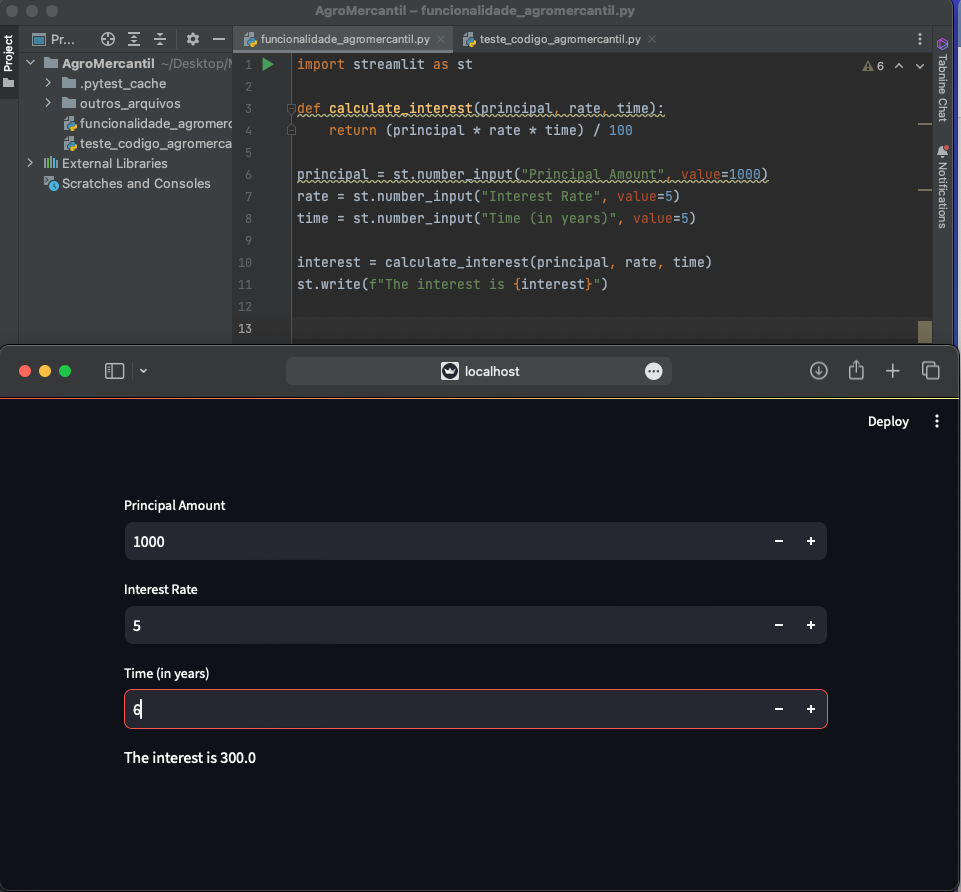 AgroMercantil – funcionalidade_agromercantil.py
Project
Pr...
funcionalidade_agromercantil.py
teste_codigo_agromercantil.py
AgroMercantil ~/Desktop/
.pytest_cache
outros_arquivos
funcionalidade_agromerc
teste_codigo_agromerca
External Libraries
Scratches and Consoles
1 import streamlit as st
2
3 def calculate_interest(principal, rate, time):
4 return (principal * rate * time) / 100
5
6 principal = st.number_input("Principal Amount", value=1000)
7 rate = st.number_input("Interest Rate", value=5)
8 time = st.number_input("Time (in years)", value=5)
9
10 interest = calculate_interest(principal, rate, time)
11 st.write(f"The interest is {interest}")
12
13
6
Tabnine Chat
Notifications
localhost
Deploy
Principal Amount
1000
− +
Interest Rate
5
− +
Time (in years)
6
− +
The interest is 300.0